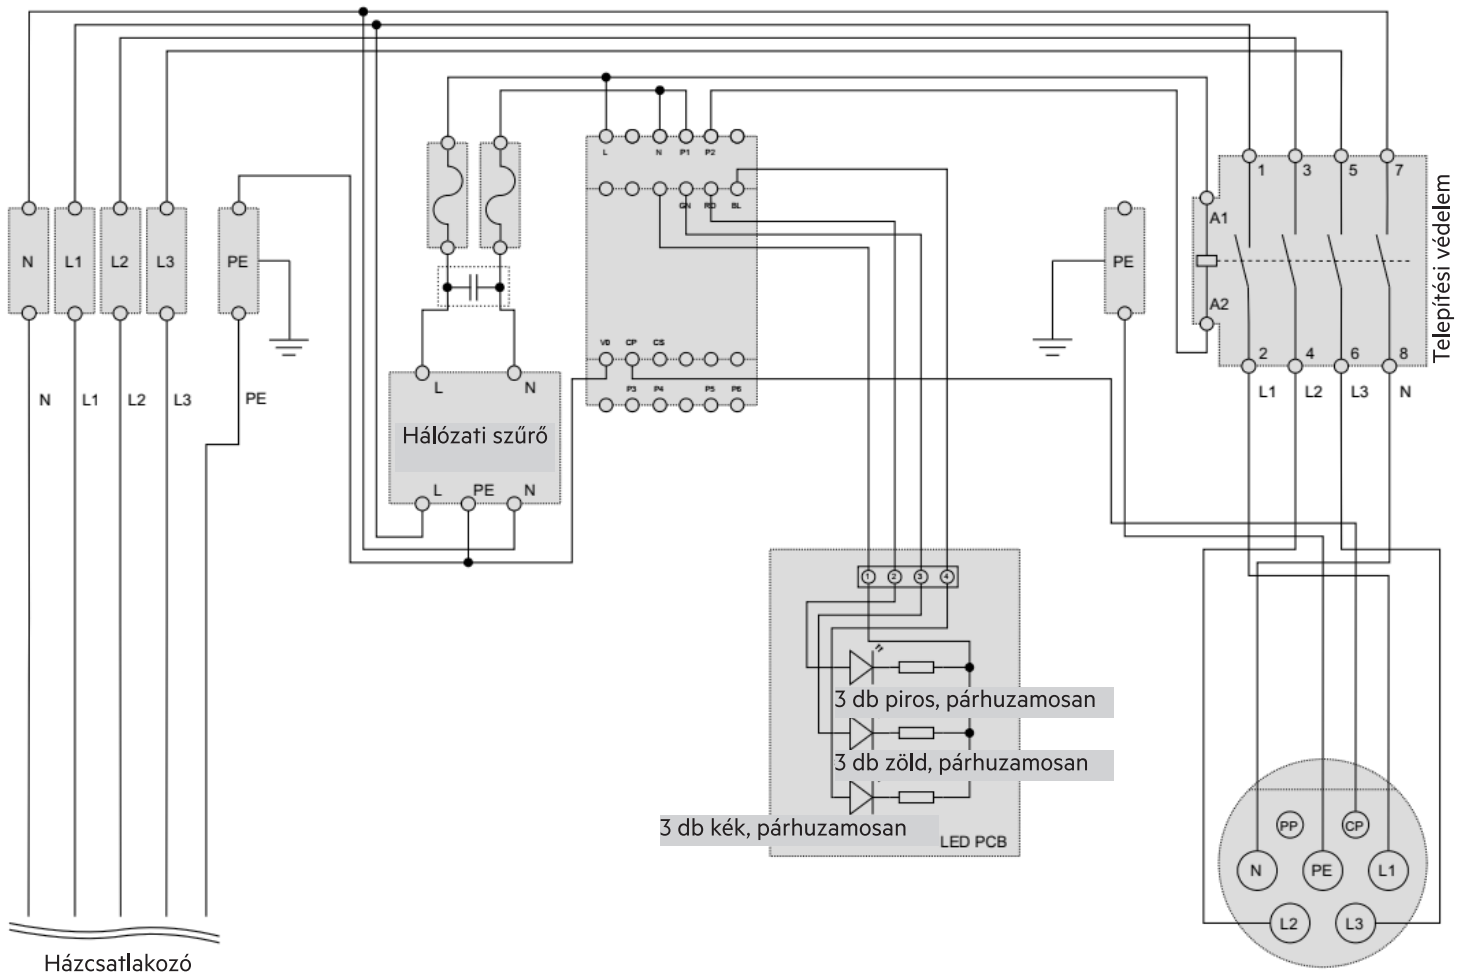 L N P1 P2
1 3 5 7
A1
GN RD BL
N L1 L2 L3 PE
PE
Telepítési védelem
A2
V0 CP CS
2 4 6 8
P3 P4 P5 P6
L N
N L1 L2 L3 PE
L1 L2 L3 N
Hálózati szűrő
L PE N
1 2 3 4
3 db piros, párhuzamosan
3 db zöld, párhuzamosan
3 db kék, párhuzamosan
LED PCB
PP CP
N PE L1
L2 L3
Házcsatlakozó